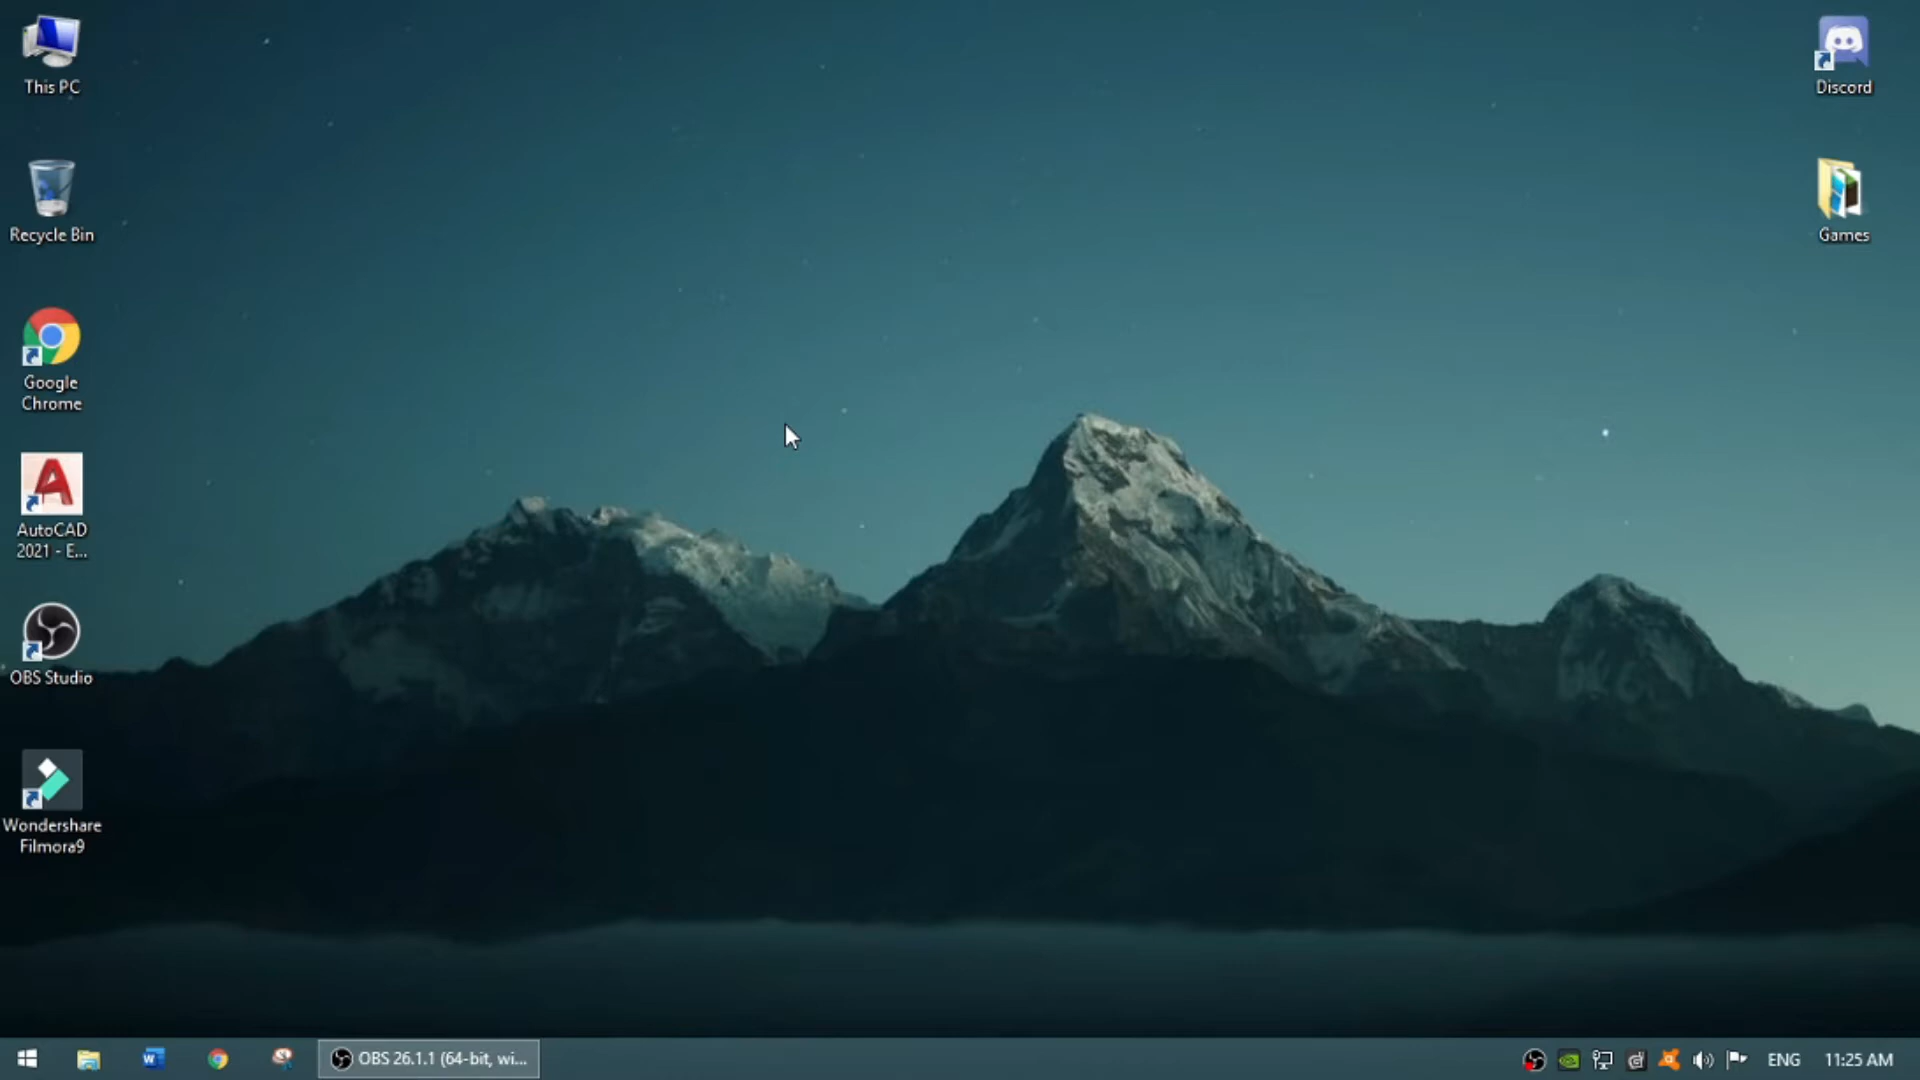 This PC
Recycle Bin
Google
Chrome
AutoCAD
2021 - E...
OBS Studio
Wondershare
Filmora9
Discord
Games
OBS 26.1.1 (64-bit, wi...
ENG
11:25 AM